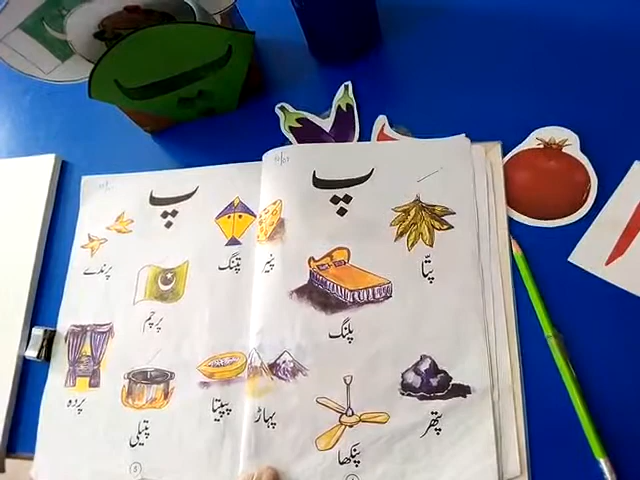 پ
پنیر
پتّا
پلنگ
پہاڑ
پنکھا
پتھر
پ
پرندے
پتنگ
پرچم
پردہ
پتیلی
پپیتا